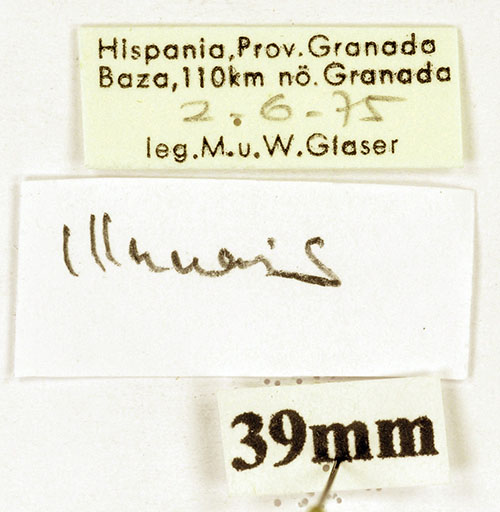 Hispania,Prov.Granada
Baza,110km nö.Granada
2.6-75
leg.M.u.W.Glaser
39mm